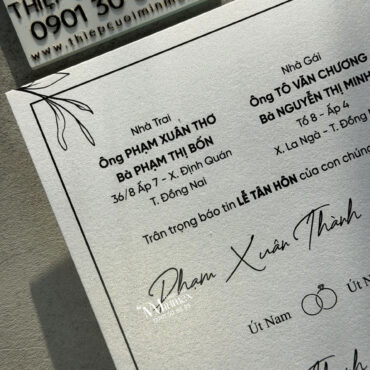 0901 30
www.thiepcuoiminm
Nhà Trai
Ông PHẠM XUÂN THƠ
Bà PHẠM THỊ BỐN
36/8 Ấp 7 - X. Định Quán
T. Đồng Nai
Nhà Gái
Ông TÔ VĂN CHƯƠNG
Bà NGUYỄN THỊ MINH
Tổ 8 - Ấp 4
X. La Ngà - T. Đồng N
Trân trọng báo tin LỄ TÂN HÔN của con chúng
Phạm Xuân Thành
Út Nam
Út N